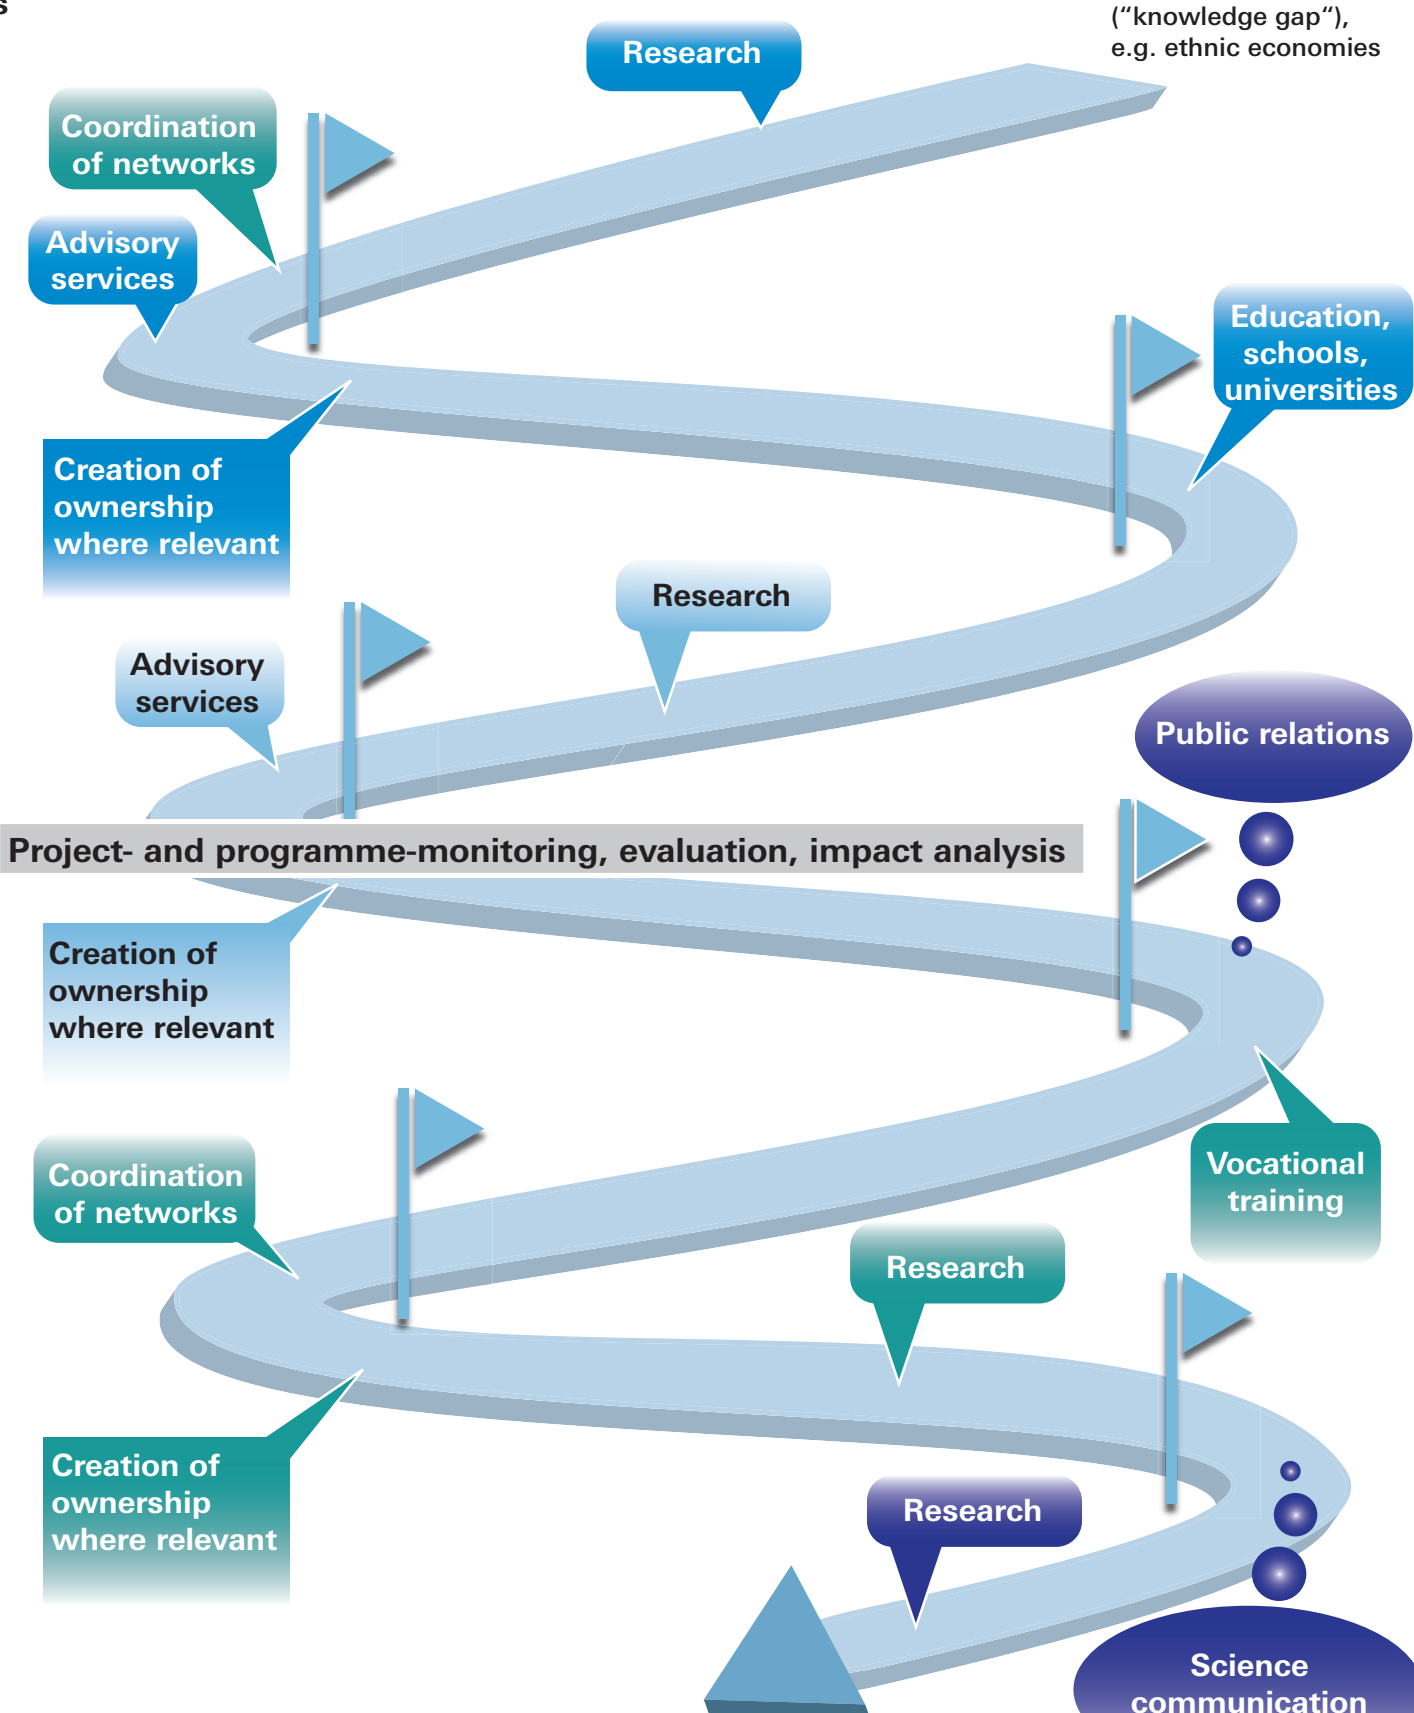 s
(“knowledge gap“),
e.g. ethnic economies
Research
Coordination
of networks
Advisory
services
Education,
schools,
universities
Creation of
ownership
where relevant
Research
Advisory
services
Public relations
Project- and programme-monitoring, evaluation, impact analysis
Creation of
ownership
where relevant
Vocational
training
Coordination
of networks
Research
Creation of
ownership
where relevant
Research
Science
communication